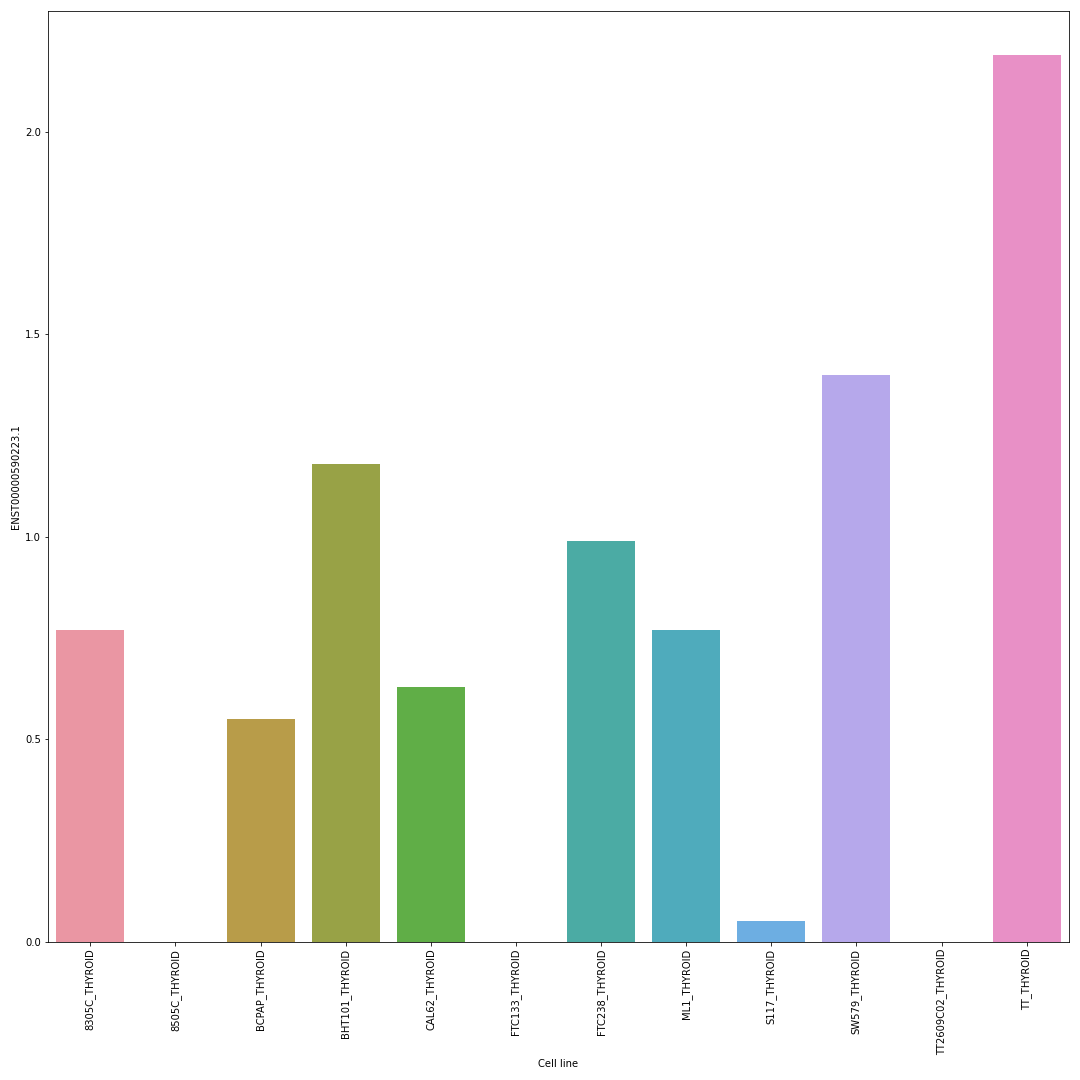 ENST00000590223.1
2.0
1.5
1.0
0.5
0.0
8305C_THYROID
8505C_THYROID
BCPAP_THYROID
BHT101_THYROID
CAL62_THYROID
FTC133_THYROID
FTC238_THYROID
ML1_THYROID
S117_THYROID
SW579_THYROID
TT2609C02_THYROID
TT_THYROID
Cell line